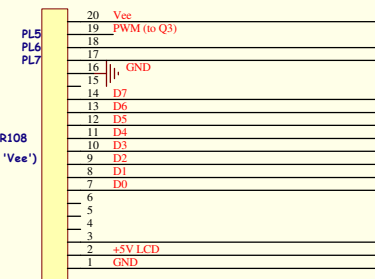 20 Vee
19 PWM (to Q3)
PL5
18
PL6
17
PL7
16 GND
15
14 D7
13 D6
12 D5
11 D4
R108
10 D3
9 D2
'Vee')
8 D1
7 D0
6
5
4
3
2 +5V LCD
1 GND